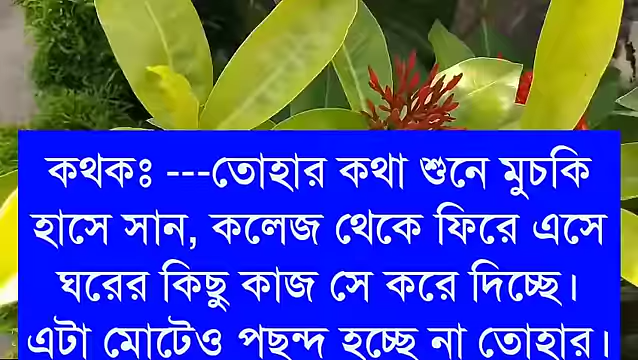 কথকঃ ---তোহার কথা শুনে মুচকি
হাসে সান, কলেজ থেকে ফিরে এসে
ঘরের কিছু কাজ সে করে দিচ্ছে।
এটা মোটেও পছন্দ হচ্ছে না তোহার।